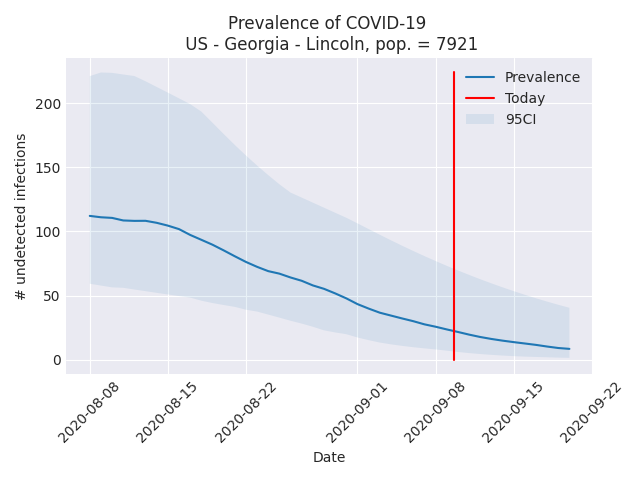 Prevalence of COVID-19
US - Georgia - Lincoln, pop. = 7921
Prevalence
Today
95CI
# undetected infections
200
150
100
50
0
2020-08-08
2020-08-15
2020-08-22
2020-09-01
2020-09-08
2020-09-15
2020-09-22
Date